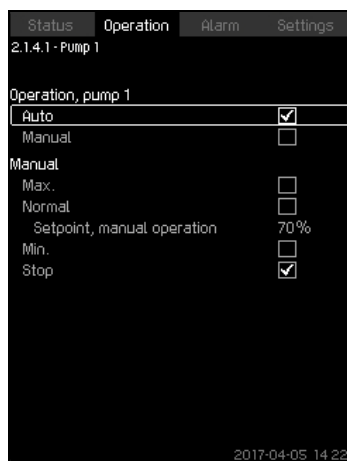 Status Operation Alarm Settings
2.1.4.1 - Pump 1
Operation, pump 1
Auto
Manual
Manual
Max.
Normal
Setpoint, manual operation 70%
Min.
Stop
2017-04-05 14:22